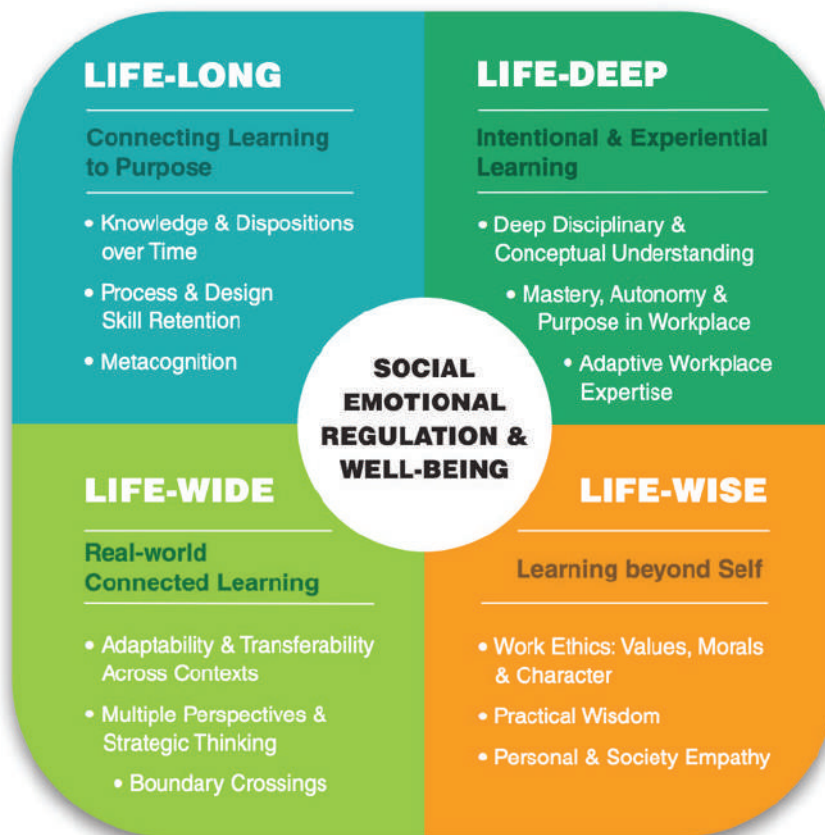 LIFE-LONG
Connecting Learning
to Purpose
• Knowledge & Dispositions
over Time
• Process & Design
Skill Retention
• Metacognition
LIFE-DEEP
Intentional & Experiential
Learning
• Deep Disciplinary &
Conceptual Understanding
• Mastery, Autonomy &
Purpose in Workplace
• Adaptive Workplace
Expertise
SOCIAL
EMOTIONAL
REGULATION &
WELL-BEING
LIFE-WIDE
Real-world
Connected Learning
• Adaptability & Transferability
Across Contexts
• Multiple Perspectives &
Strategic Thinking
• Boundary Crossings
LIFE-WISE
Learning beyond Self
• Work Ethics: Values, Morals
& Character
• Practical Wisdom
• Personal & Society Empathy